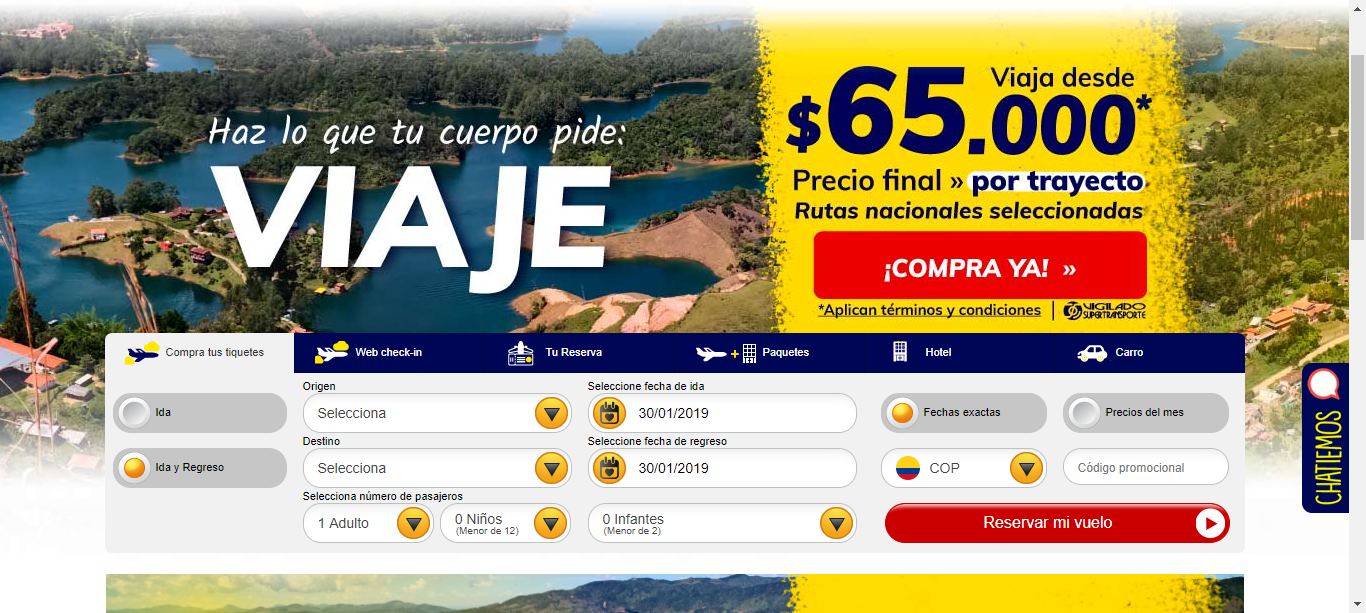 Haz lo que tu cuerpo pide:
VIAJE
Viaja desde
$65.000*
Precio final » por trayecto
Rutas nacionales seleccionadas
¡COMPRA YA! »
*Aplican términos y condiciones | VIGILADO
SUPERTRANSPORTE
Compra tus tiquetes
Web check-in
Tu Reserva
Paquetes
Hotel
Carro
Ida
Ida y Regreso
Origen
Selecciona
Destino
Selecciona
Selecciona número de pasajeros
1 Adulto
0 Niños
(Menor de 12)
Seleccione fecha de ida
30/01/2019
Seleccione fecha de regreso
30/01/2019
0 Infantes
(Menor de 2)
Fechas exactas
Precios del mes
COP
Código promocional
Reservar mi vuelo
CHATIEMOS